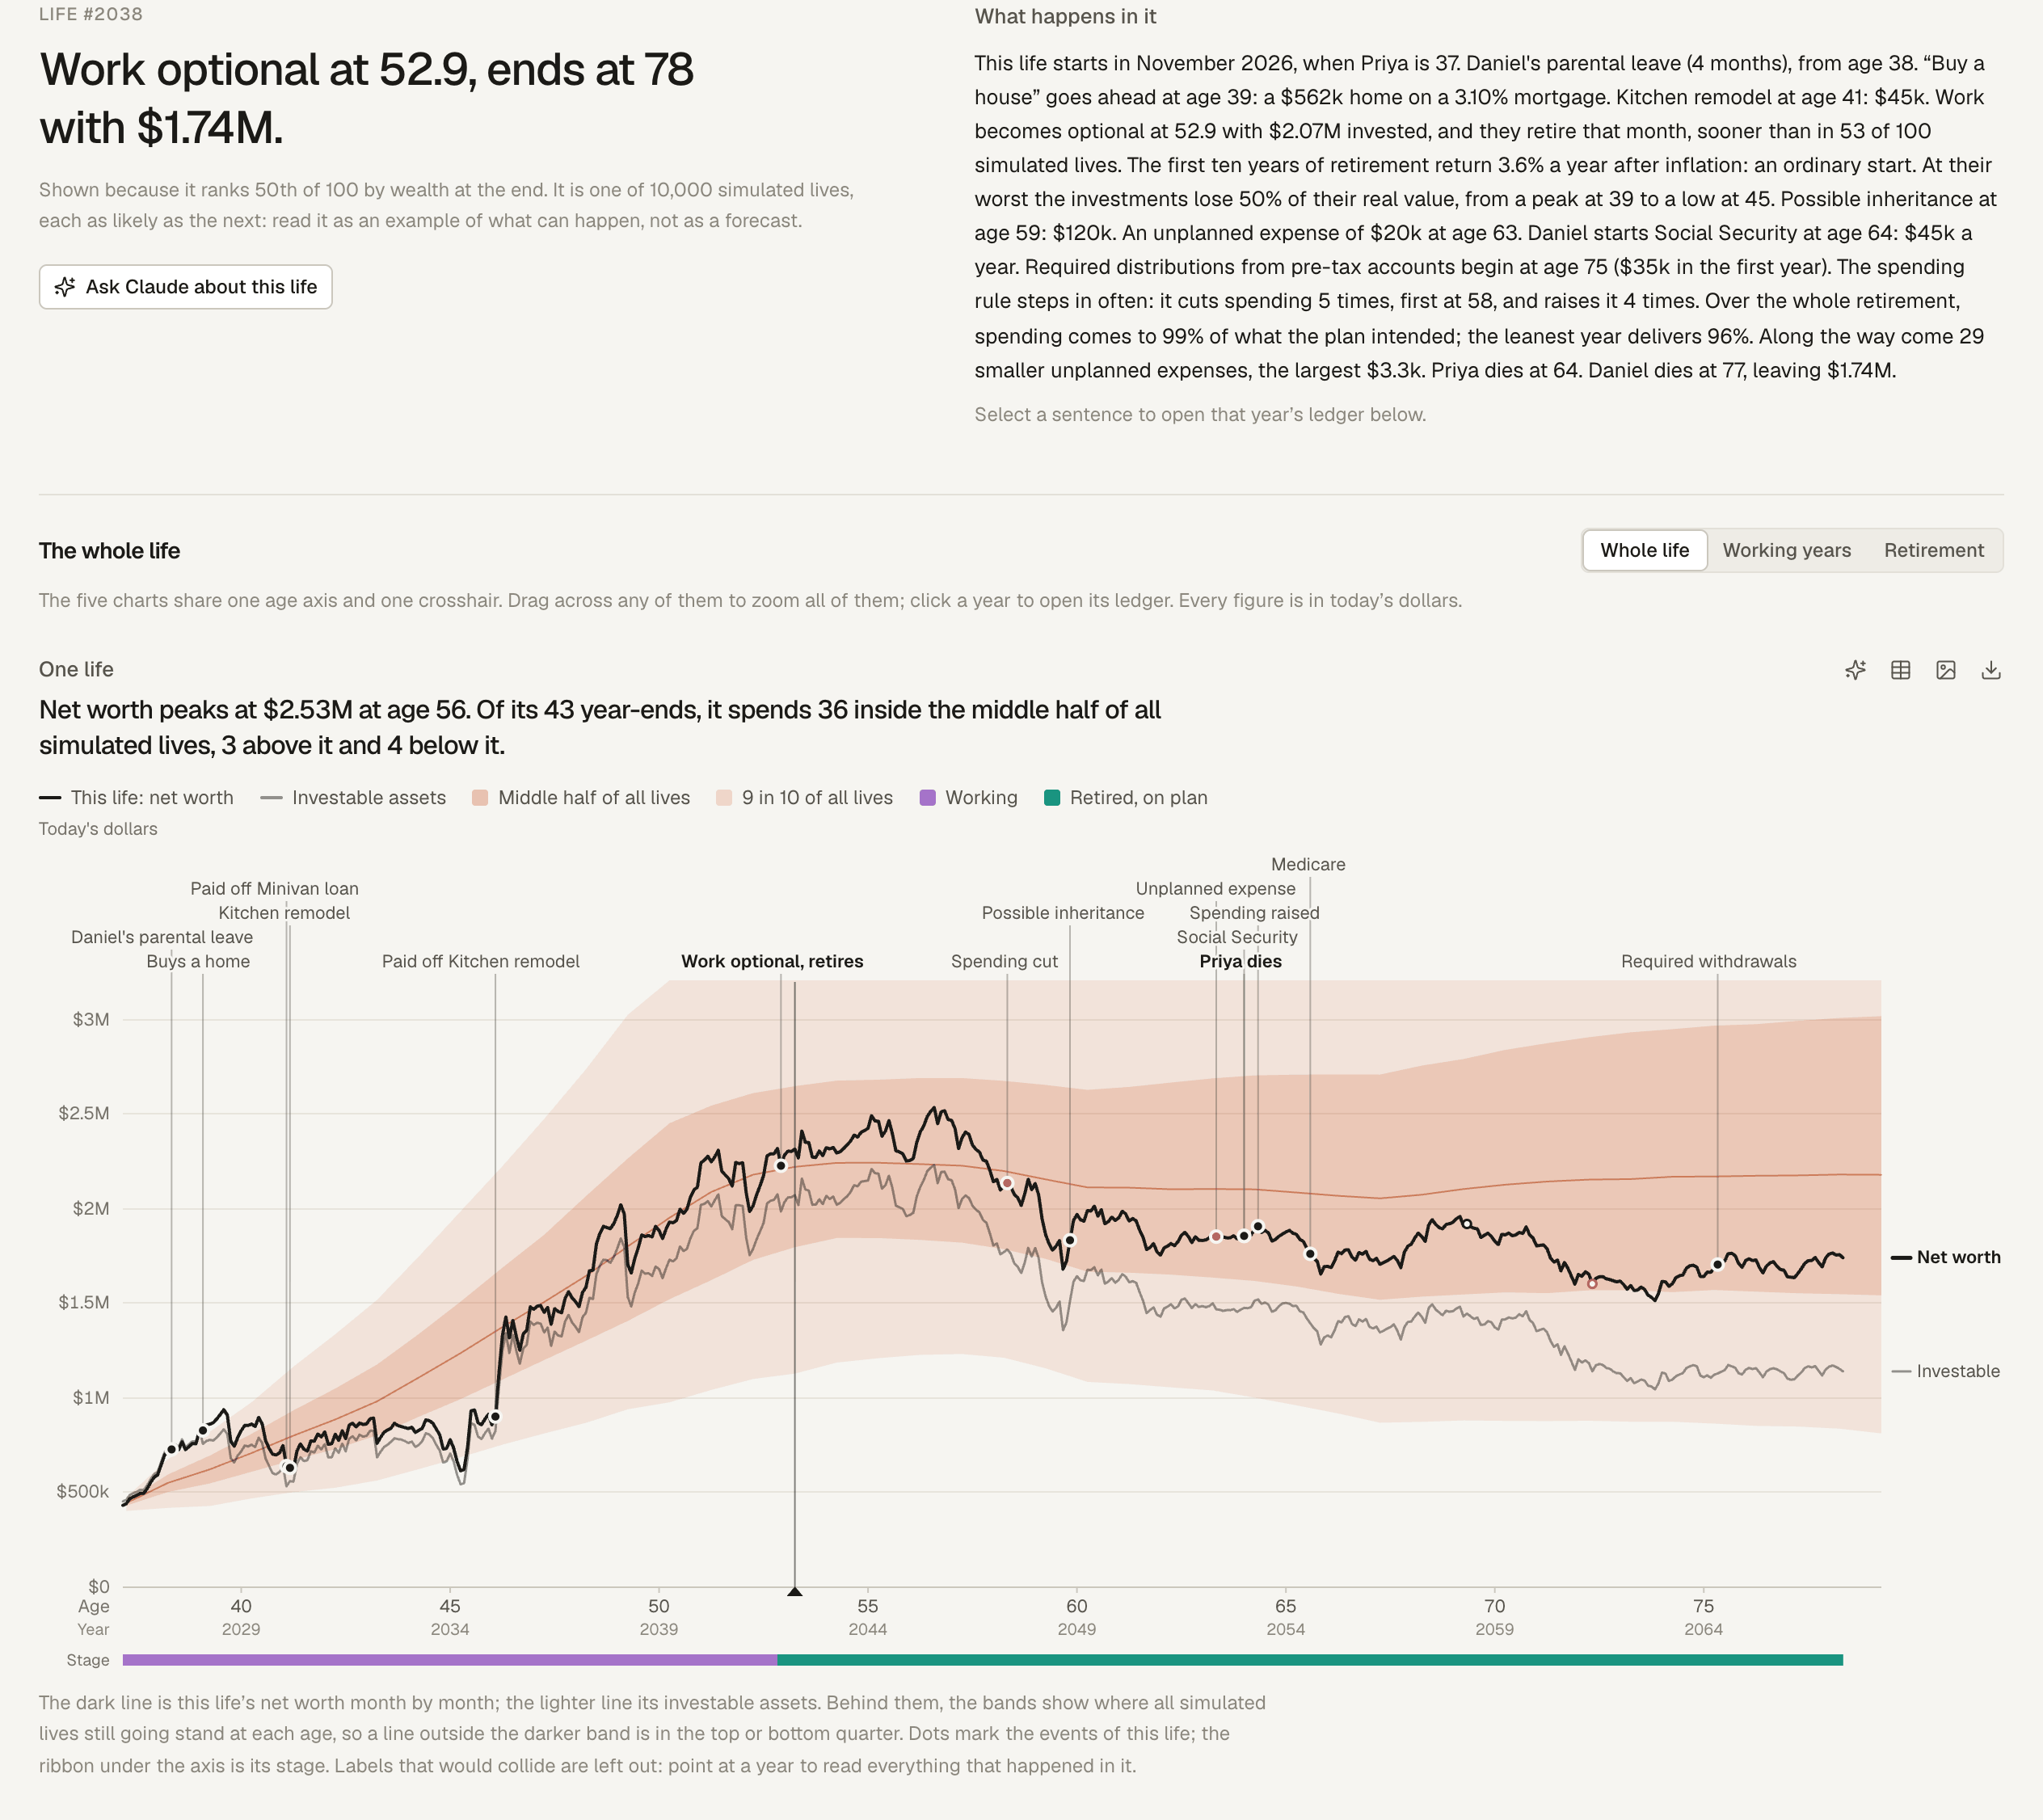 LIFE #2038
Work optional at 52.9, ends at 78
with $1.74M.
Shown because it ranks 50th of 100 by wealth at the end. It is one of 10,000 simulated lives,
each as likely as the next: read it as an example of what can happen, not as a forecast.
Ask Claude about this life
What happens in it
This life starts in November 2026, when Priya is 37. Daniel's parental leave (4 months), from age 38. “Buy a
house” goes ahead at age 39: a $562k home on a 3.10% mortgage. Kitchen remodel at age 41: $45k. Work
becomes optional at 52.9 with $2.07M invested, and they retire that month, sooner than in 53 of 100
simulated lives. The first ten years of retirement return 3.6% a year after inflation: an ordinary start. At their
worst the investments lose 50% of their real value, from a peak at 39 to a low at 45. Possible inheritance at
age 59: $120k. An unplanned expense of $20k at age 63. Daniel starts Social Security at age 64: $45k a
year. Required distributions from pre-tax accounts begin at age 75 ($35k in the first year). The spending
rule steps in often: it cuts spending 5 times, first at 58, and raises it 4 times. Over the whole retirement,
spending comes to 99% of what the plan intended; the leanest year delivers 96%. Along the way come 29
smaller unplanned expenses, the largest $3.3k. Priya dies at 64. Daniel dies at 77, leaving $1.74M.
Select a sentence to open that year’s ledger below.
The whole life
Whole life Working years Retirement
The five charts share one age axis and one crosshair. Drag across any of them to zoom all of them; click a year to open its ledger. Every figure is in today’s dollars.
One life
Net worth peaks at $2.53M at age 56. Of its 43 year-ends, it spends 36 inside the middle half of all
simulated lives, 3 above it and 4 below it.
This life: net worth Investable assets Middle half of all lives 9 in 10 of all lives Working Retired, on plan
Today's dollars
Medicare
Paid off Minivan loan Unplanned expense
Kitchen remodel Possible inheritance Spending raised
Daniel's parental leave Social Security
Buys a home Paid off Kitchen remodel Work optional, retires Spending cut Priya dies Required withdrawals
$3M
$2.5M
$2M
$1.5M
$1M
$500k
$0
Net worth
Investable
Age 40 45 50 55 60 65 70 75
Year 2029 2034 2039 2044 2049 2054 2059 2064
Stage
The dark line is this life’s net worth month by month; the lighter line its investable assets. Behind them, the bands show where all simulated
lives still going stand at each age, so a line outside the darker band is in the top or bottom quarter. Dots mark the events of this life; the
ribbon under the axis is its stage. Labels that would collide are left out: point at a year to read everything that happened in it.